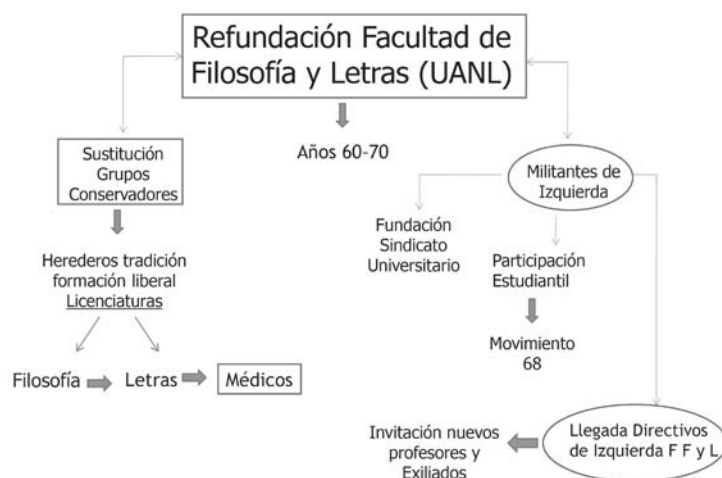 Refundación Facultad de
Filosofía y Letras (UANL)
Años 60-70
Sustitución
Grupos
Conservadores
Herederos tradición
formación liberal
Licenciaturas
Filosofía
Letras
Médicos
Militantes de
Izquierda
Fundación
Sindicato
Universitario
Participación
Estudiantil
Movimiento
68
Llegada Directivos
de Izquierda F F y L
Invitación nuevos
profesores y
Exiliados